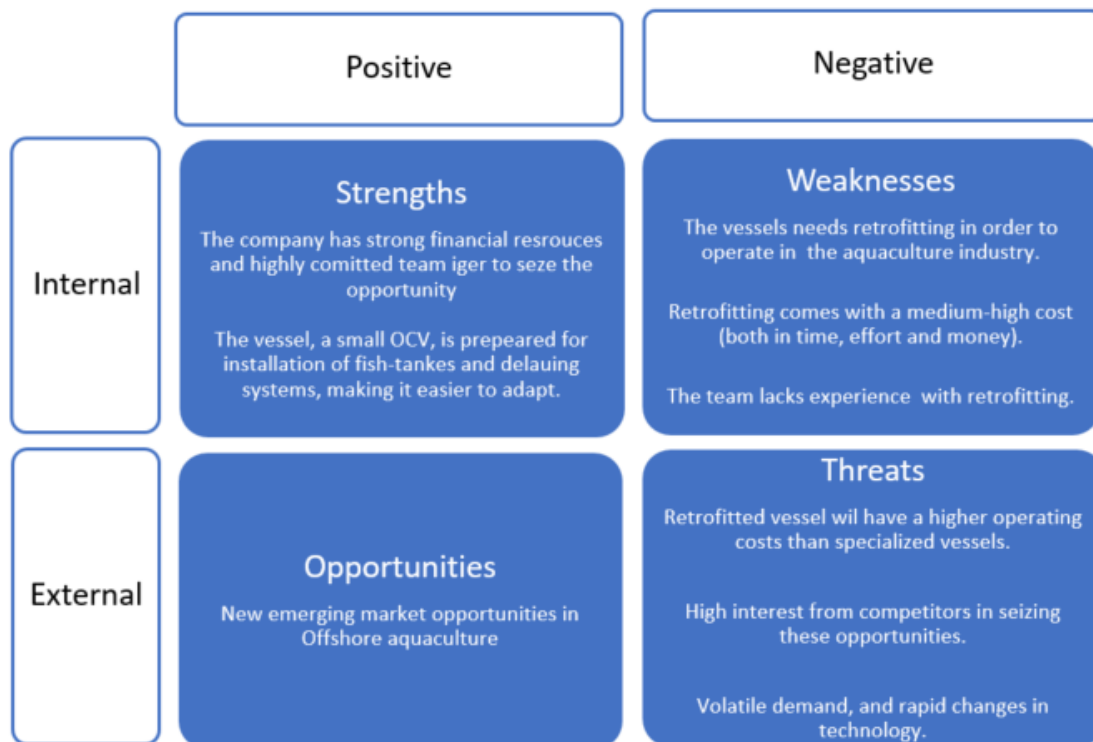 Positive
Negative
Internal
Strengths
The company has strong financial resrouces
and highly comitted team iger to seze the
opportunity
The vessel, a small OCV, is prepeared for
installation of fish-tankes and delauing
systems, making it easier to adapt.
Weaknesses
The vessels needs retrofitting in order to
operate in the aquaculture industry.
Retrofitting comes with a medium-high cost
(both in time, effort and money).
The team lacks experience with retrofitting.
External
Opportunities
New emerging market opportunities in
Offshore aquaculture
Threats
Retrofitted vessel wil have a higher operating
costs than specialized vessels.
High interest from competitors in seizing
these opportunities.
Volatile demand, and rapid changes in
technology.